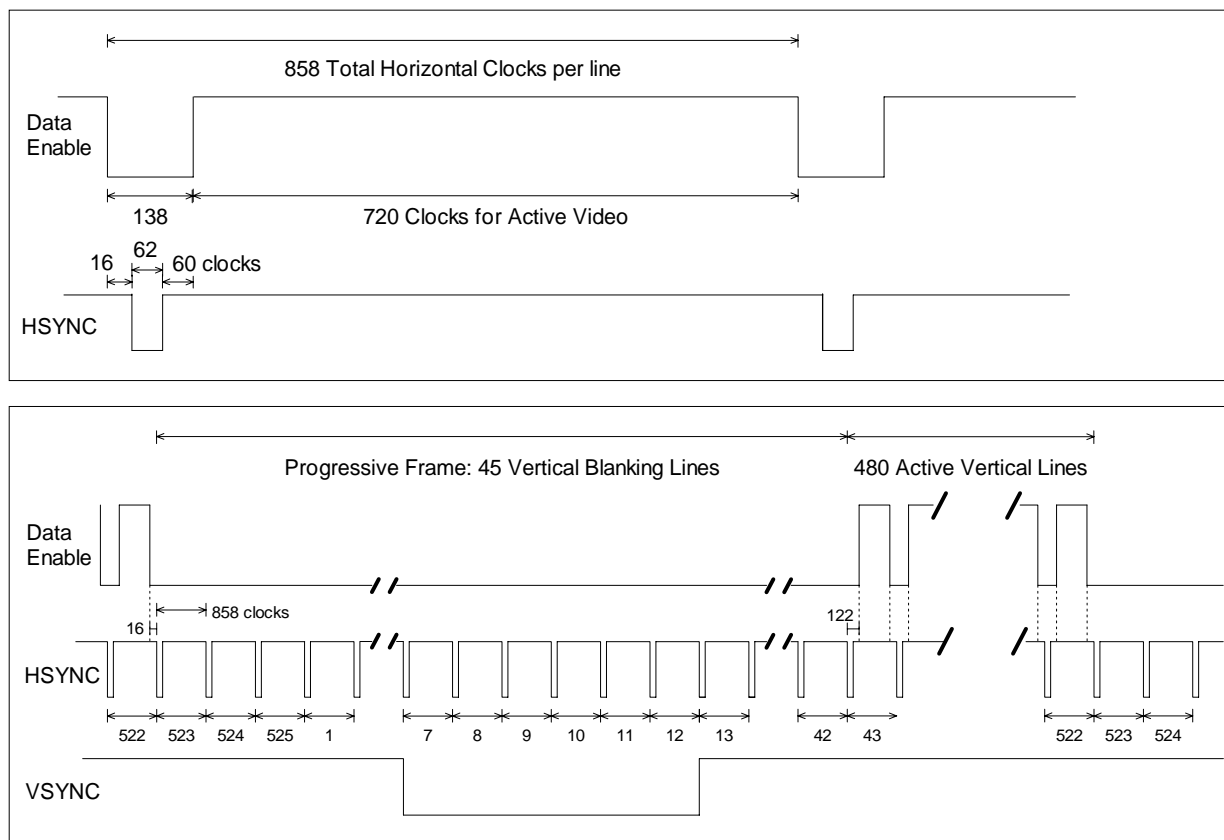 858 Total Horizontal Clocks per line
Data
Enable
138
720 Clocks for Active Video
62
16
60 clocks
HSYNC
Progressive Frame: 45 Vertical Blanking Lines
480 Active Vertical Lines
Data
Enable
858 clocks
16
122
HSYNC
522 523 524 525 1 7 8 9 10 11 12 13 42 43 522 523 524
VSYNC